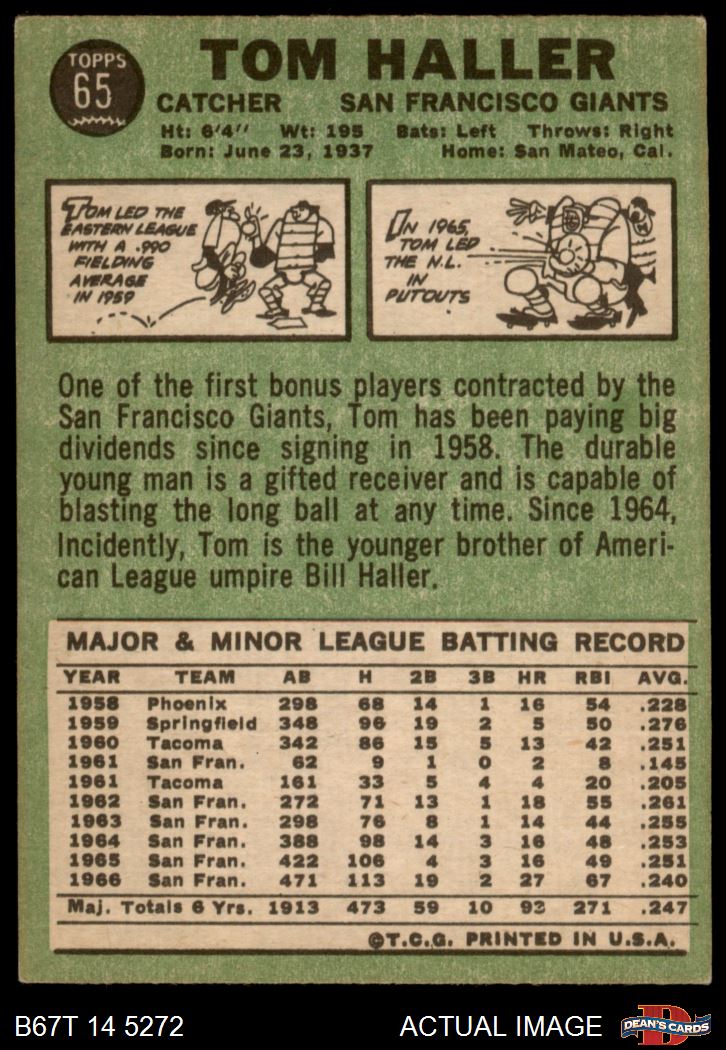 TOPPS
65
TOM HALLER
CATCHER SAN FRANCISCO GIANTS
Ht: 6'4'' Wt: 195 Bats: Left Throws: Right
Born: June 23, 1937 Home: San Mateo, Cal.
TOM LED THE
EASTERN LEAGUE
WITH A .990
FIELDING
AVERAGE
IN 1959
IN 1965,
TOM LED
THE N.L.
IN
PUTOUTS
One of the first bonus players contracted by the
San Francisco Giants, Tom has been paying big
dividends since signing in 1958. The durable
young man is a gifted receiver and is capable of
blasting the long ball at any time. Since 1964,
Incidently, Tom is the younger brother of Ameri-
can League umpire Bill Haller.
MAJOR & MINOR LEAGUE BATTING RECORD
YEAR TEAM AB H 2B 3B HR RBI AVG.
1958 Phoenix 298 68 14 1 16 54 .228
1959 Springfield 348 96 19 2 5 50 .276
1960 Tacoma 342 86 15 5 13 42 .251
1961 San Fran. 62 9 1 0 2 8 .145
1961 Tacoma 161 33 5 4 4 20 .205
1962 San Fran. 272 71 13 1 18 55 .261
1963 San Fran. 298 76 8 1 14 44 .255
1964 San Fran. 388 98 14 3 16 48 .253
1965 San Fran. 422 106 4 3 16 49 .251
1966 San Fran. 471 113 19 2 27 67 .240
Maj. Totals 6 Yrs. 1913 473 59 10 93 271 .247
©T.C.G. PRINTED IN U.S.A.
B67T 14 5272 ACTUAL IMAGE
D
DEAN'S CARDS